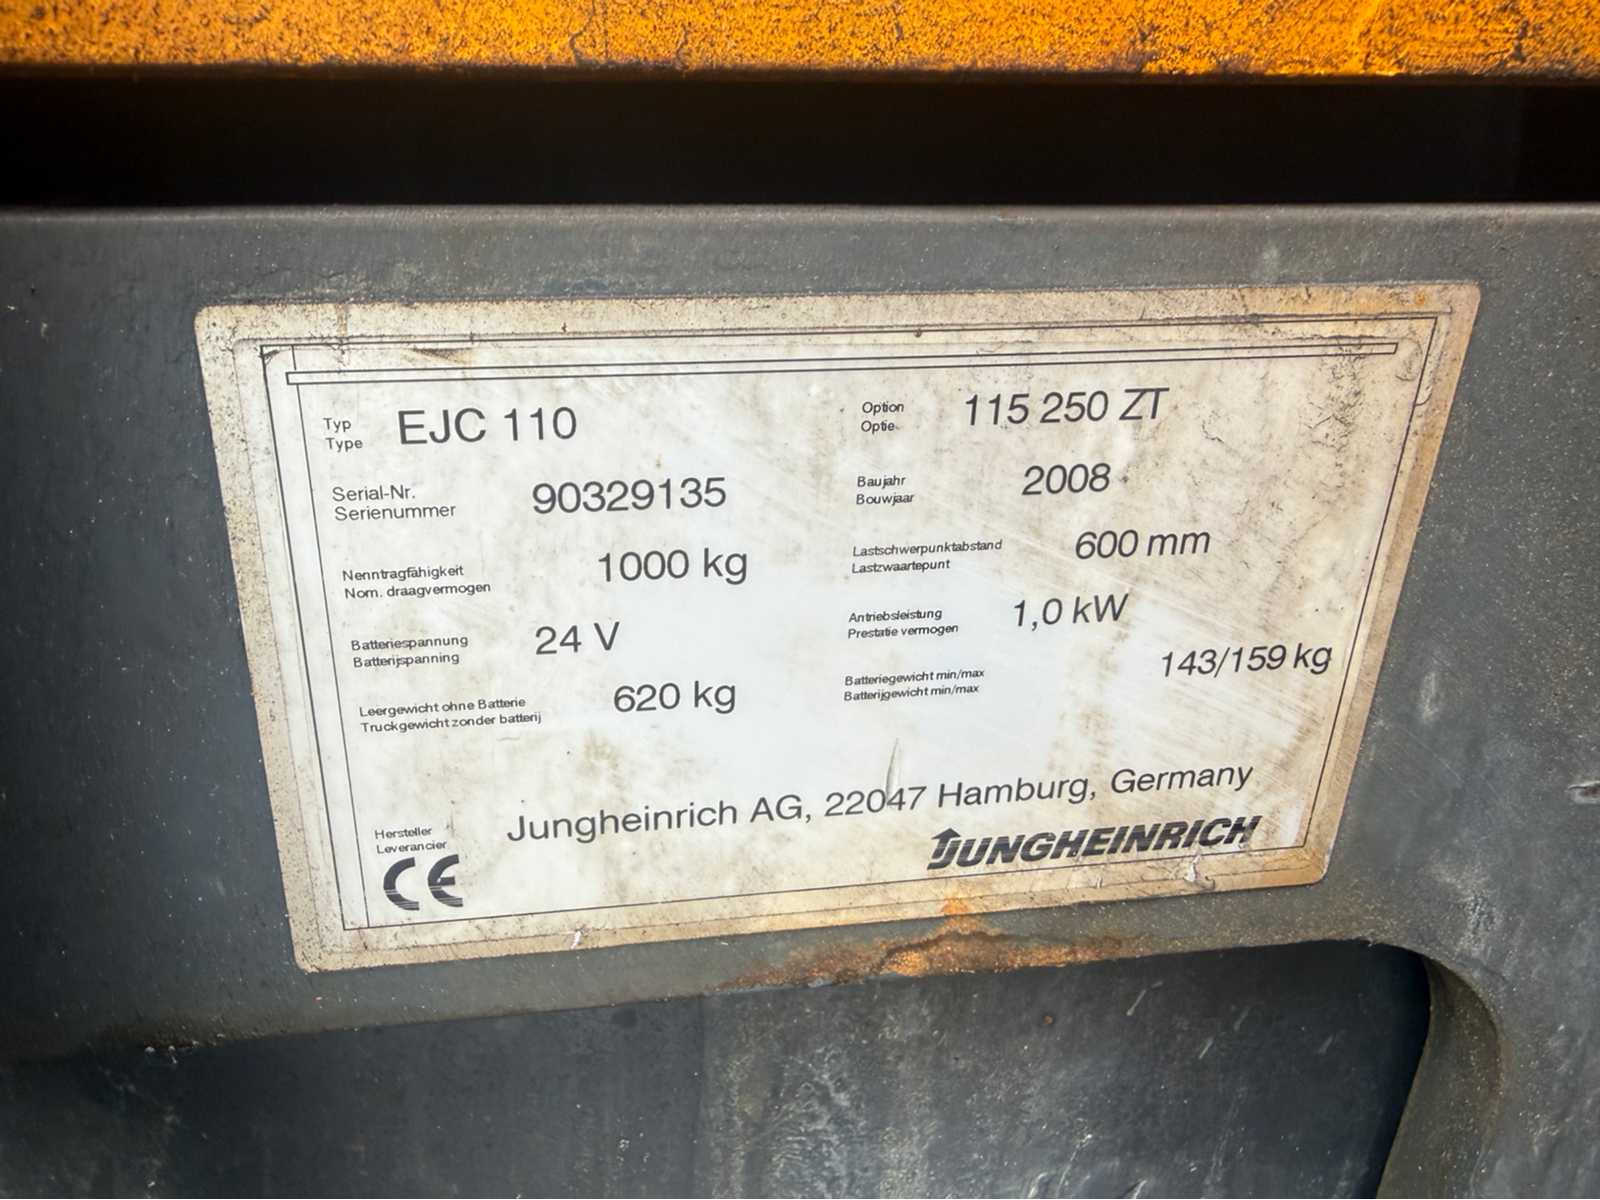 Typ
Type
EJC 110
Option
Optie
115 250 ZT
Serial-Nr.
Serienummer
90329135
Baujahr
Bouwjaar
2008
Nenntragfähigkeit
Nom. draagvermogen
1000 kg
Lastschwerpunktabstand
Lastzwaartepunt
600 mm
Batteriespannung
Batterijspanning
24 V
Antriebsleistung
Prestatie vermogen
1,0 kW
Leergewicht ohne Batterie
Truckgewicht zonder batterij
620 kg
Batteriegewicht min/max
Batterijgewicht min/max
143/159 kg
Hersteller
Leverancier
Jungheinrich AG, 22047 Hamburg, Germany
CE
JUNGHEINRICH